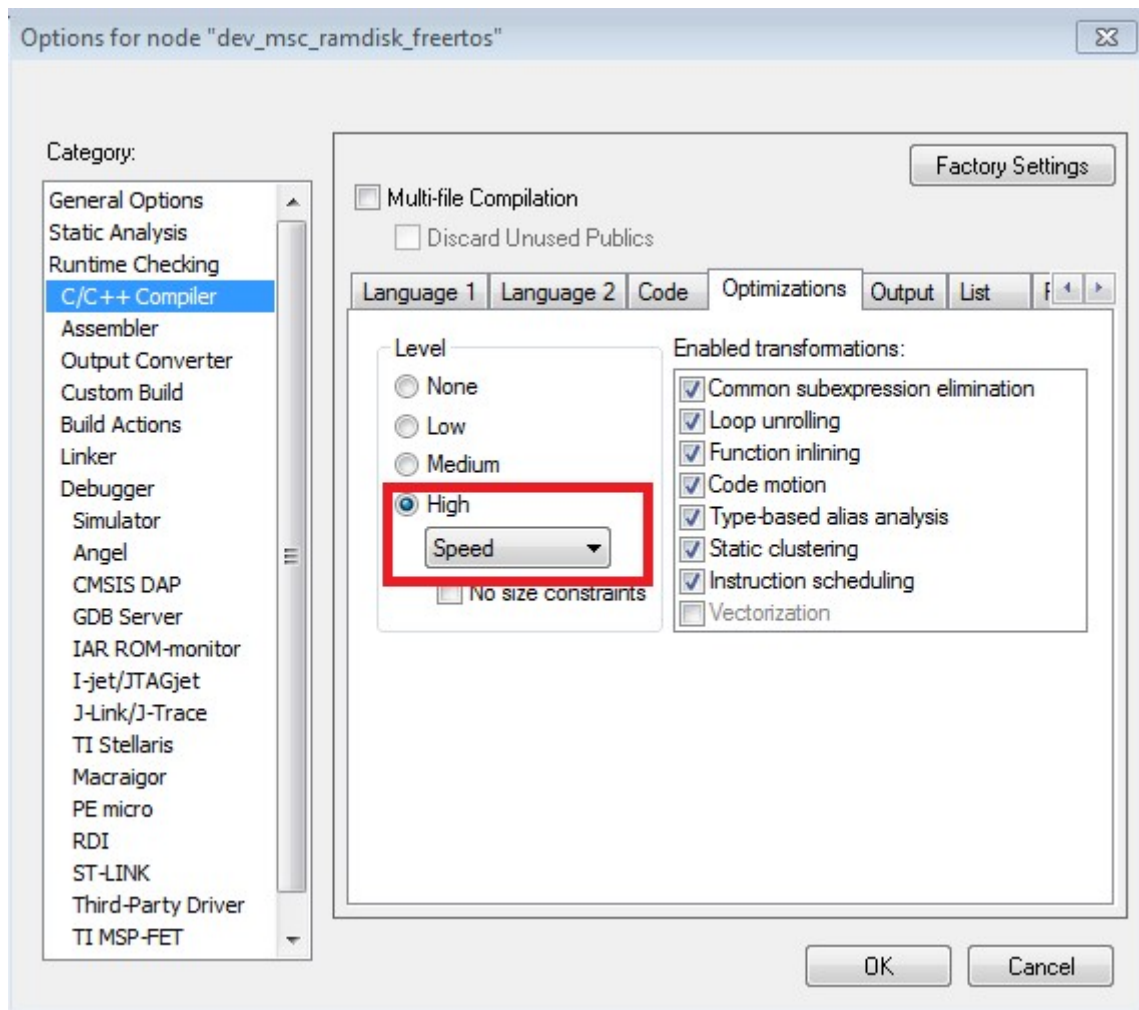 Options for node "dev_msc_ramdisk_freertos"
Category:
General Options
Static Analysis
Runtime Checking
C/C++ Compiler
Assembler
Output Converter
Custom Build
Build Actions
Linker
Debugger
Simulator
Angel
CMSIS DAP
GDB Server
IAR ROM-monitor
I-jet/JTAGjet
J-Link/J-Trace
TI Stellaris
Macraigor
PE micro
RDI
ST-LINK
Third-Party Driver
TI MSP-FET
Factory Settings
Multi-file Compilation
Discard Unused Publics
Language 1 Language 2 Code Optimizations Output List
Level
None
Low
Medium
High
Speed
No size constraints
Enabled transformations:
Common subexpression elimination
Loop unrolling
Function inlining
Code motion
Type-based alias analysis
Static clustering
Instruction scheduling
Vectorization
OK Cancel